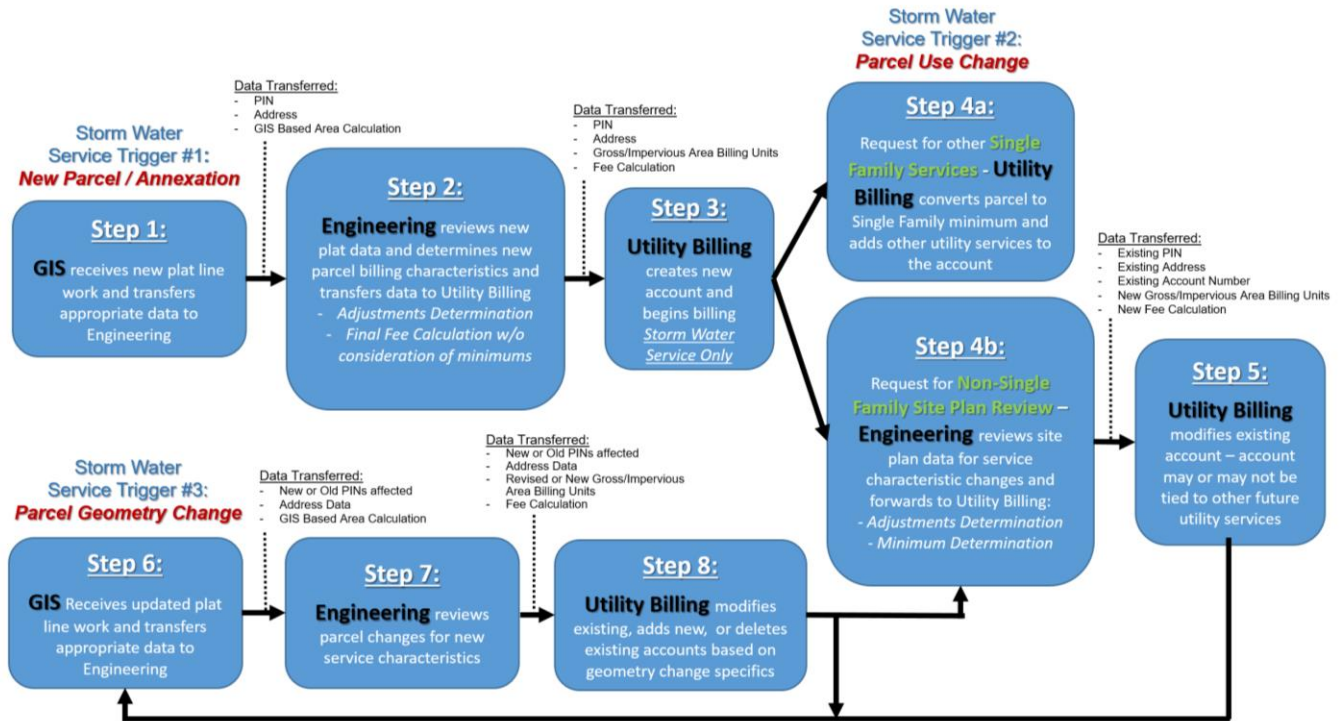 Storm Water
Service Trigger #1:
New Parcel / Annexation
Step 1:
GIS receives new plat line
work and transfers
appropriate data to
Engineering
Data Transferred:
- PIN
- Address
- GIS Based Area Calculation
Step 2:
Engineering reviews new
plat data and determines new
parcel billing characteristics and
transfers data to Utility Billing
- Adjustments Determination
- Final Fee Calculation w/o
consideration of minimums
Data Transferred:
- PIN
- Address
- Gross/Impervious Area Billing Units
- Fee Calculation
Step 3:
Utility Billing
creates new
account and
begins billing
Storm Water
Service Only
Storm Water
Service Trigger #2:
Parcel Use Change
Step 4a:
Request for other Single
Family Services - Utility
Billing converts parcel to
Single Family minimum and
adds other utility services to
the account
Step 4b:
Request for Non-Single
Family Site Plan Review –
Engineering reviews site
plan data for service
characteristic changes and
forwards to Utility Billing:
- Adjustments Determination
- Minimum Determination
Data Transferred:
- Existing PIN
- Existing Address
- Existing Account Number
- New Gross/Impervious Area Billing Units
- New Fee Calculation
Step 5:
Utility Billing
modifies existing
account – account
may or may not be
tied to other future
utility services
Storm Water
Service Trigger #3:
Parcel Geometry Change
Step 6:
GIS Receives updated plat
line work and transfers
appropriate data to
Engineering
Data Transferred:
- New or Old PINs affected
- Address Data
- GIS Based Area Calculation
Step 7:
Engineering reviews
parcel changes for new
service characteristics
Data Transferred:
- New or Old PINs affected
- Address Data
- Revised or New Gross/Impervious
Area Billing Units
- Fee Calculation
Step 8:
Utility Billing modifies
existing, adds new, or deletes
existing accounts based on
geometry change specifics